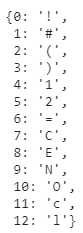 {0: '!',
1: '#',
2: '(',
3: ')',
4: '1',
5: '2',
6: '=',
7: 'C',
8: 'E',
9: 'N',
10: 'O',
11: 'c',
12: 'l'}